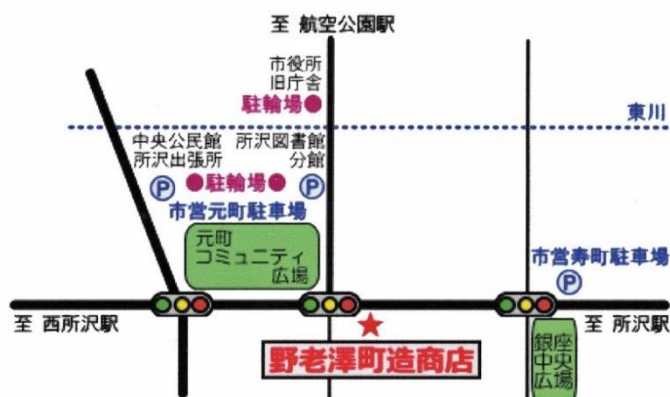 至 航空公園駅
市役所
旧庁舎
駐輪場
東川
中央公民館
所沢出張所
所沢図書館
分館
P
駐輪場
P
市営元町駐車場
元町
コミュニティ
広場
市営寿町駐車場
P
至 西所沢駅
至 所沢駅
野老澤町造商店
銀座
中央
広場